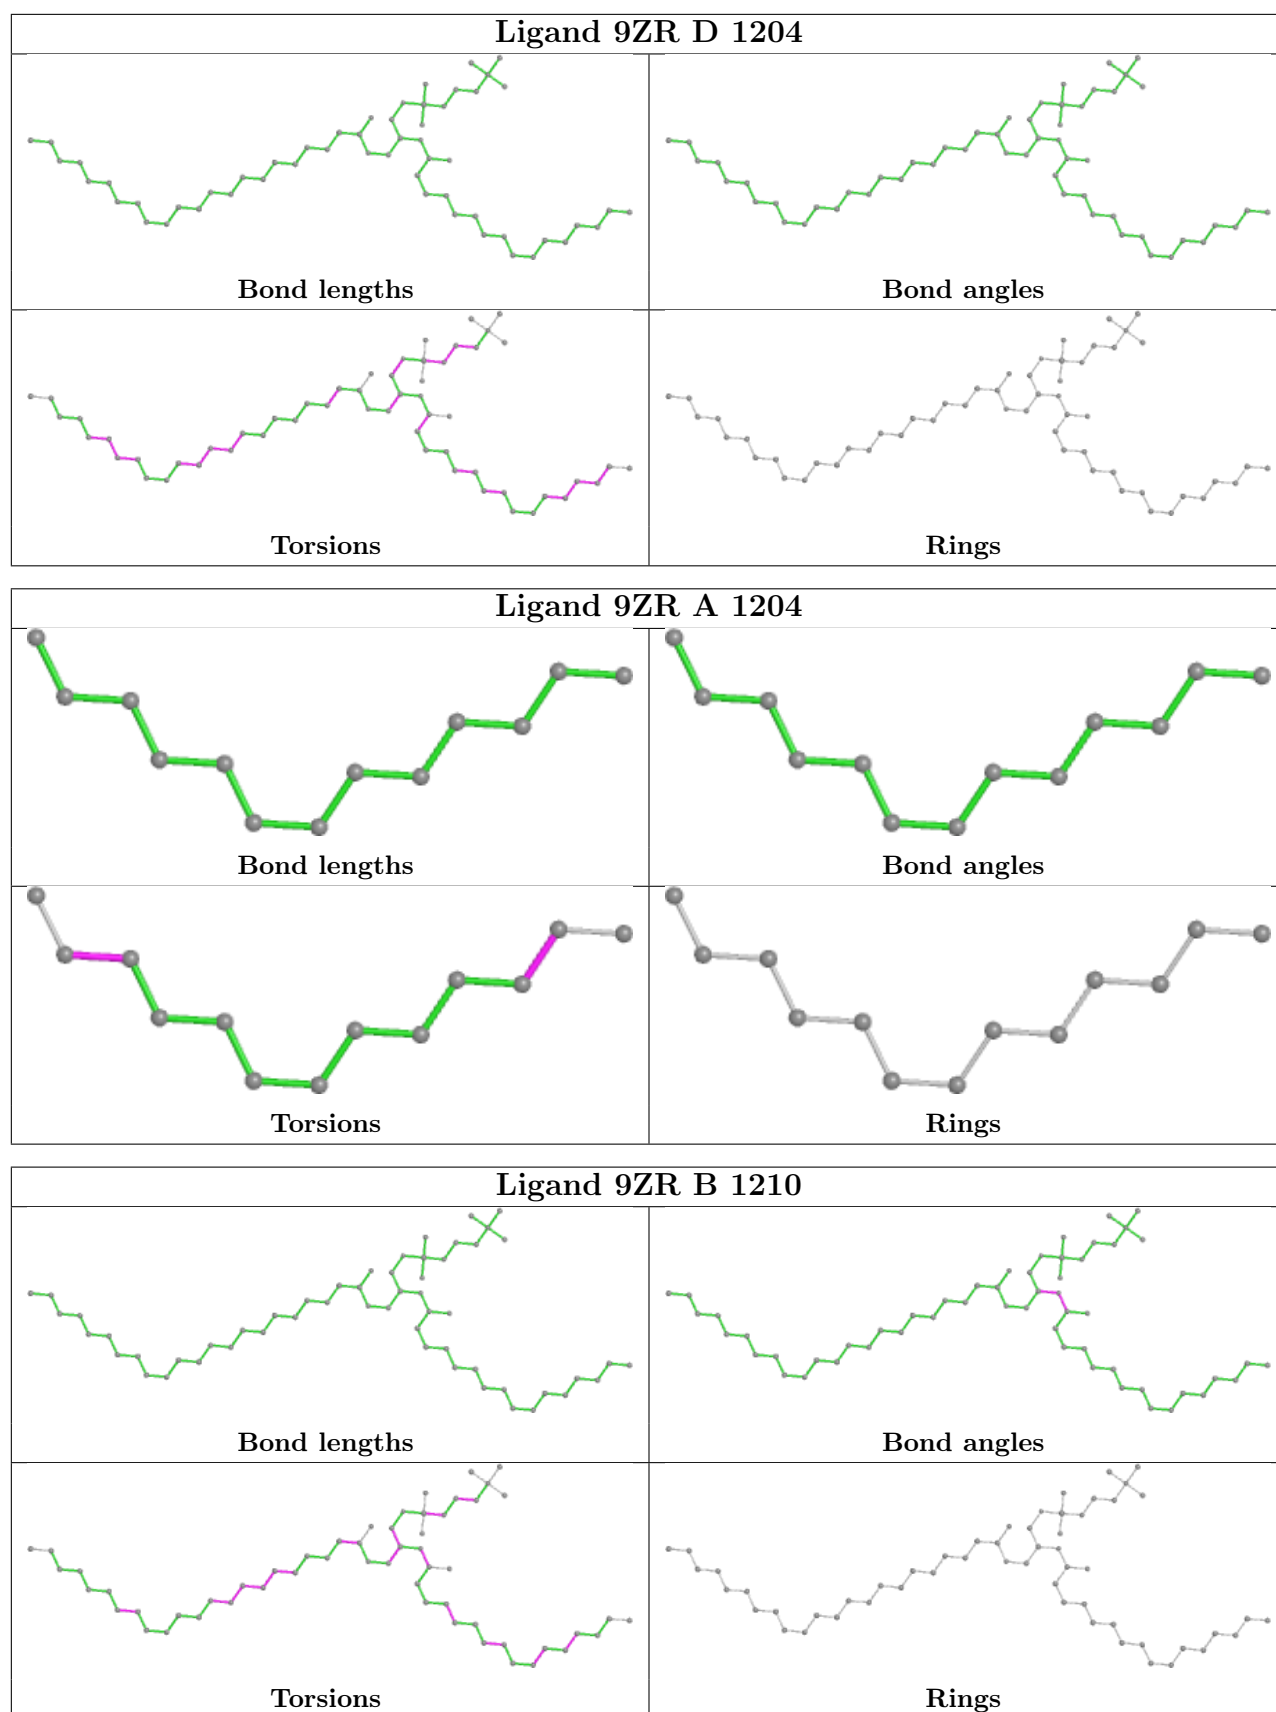 Ligand 9ZR D 1204
Bond lengths
Bond angles
Torsions
Rings
Ligand 9ZR A 1204
Bond lengths
Bond angles
Torsions
Rings
Ligand 9ZR B 1210
Bond lengths
Bond angles
Torsions
Rings